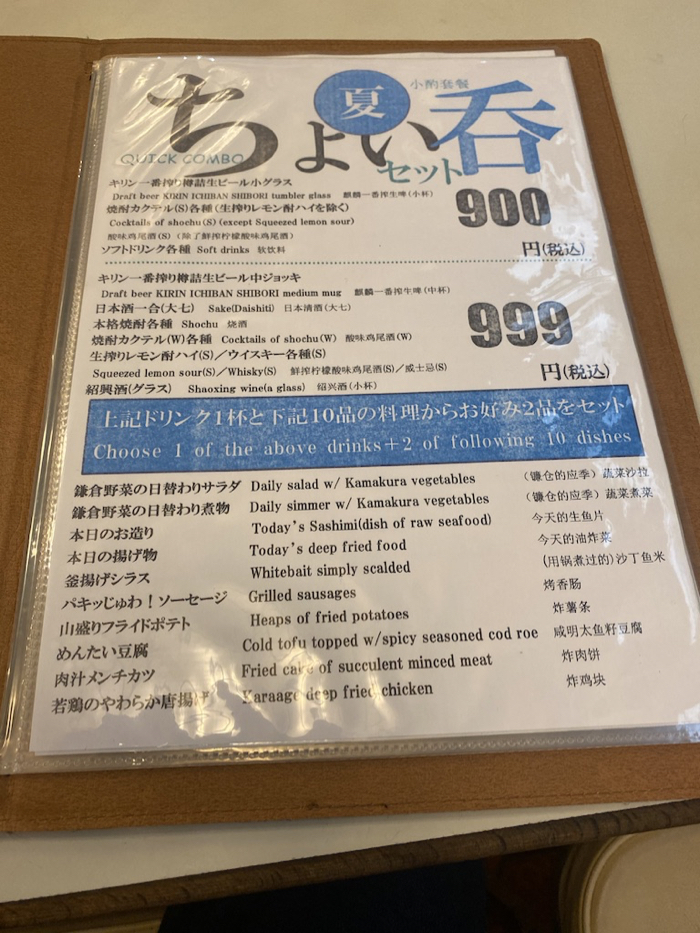 夏
小酌套餐
ちょい呑
QUICK COMBO
セット
キリン一番搾り樽詰生ビール小グラス
Draft beer KIRIN ICHIBAN SHIBORI tumbler glass 麒麟一番搾生啤(小杯)
焼酎カクテル(S)各種(生搾りレモン酎ハイを除く)
Cocktails of shochu(S)(except Squeezed lemon sour)
酸味鸡尾酒(S)(除了鲜搾柠檬酸味鸡尾酒)
ソフトドリンク各種 Soft drinks 软饮料
900
円(税込)
キリン一番搾り樽詰生ビール中ジョッキ
Draft beer KIRIN ICHIBAN SHIBORI medium mug 麒麟一番搾生啤(中杯)
日本酒一合(大七) Sake(Daishiti) 日本清酒(大七)
本格焼酎各種 Shochu 烧酒
焼酎カクテル(W)各種 Cocktails of shochu(W) 酸味鸡尾酒(W)
生搾りレモン酎ハイ(S)/ウイスキー各種(S)
Squeezed lemon sour(S)/Whisky(S) 鲜搾柠檬酸味鸡尾酒(S)/威士忌(S)
紹興酒(グラス) Shaoxing wine(a glass) 绍兴酒(小杯)
999
円(税込)
上記ドリンク1杯と下記10品の料理からお好み2品をセット
Choose 1 of the above drinks+2 of following 10 dishes
鎌倉野菜の日替わりサラダ Daily salad w/ Kamakura vegetables (镰仓的应季)蔬菜沙拉
鎌倉野菜の日替わり煮物 Daily simmer w/ Kamakura vegetables (镰仓的应季)蔬菜煮菜
本日のお造り Today's Sashimi(dish of raw seafood) 今天的生鱼片
本日の揚げ物 Today's deep fried food 今天的油炸菜
釜揚げシラス Whitebait simply scalded (用锅煮过的)沙丁鱼米
パキッじゅわ!ソーセージ Grilled sausages 烤香肠
山盛りフライドポテト Heaps of fried potatoes 炸薯条
めんたい豆腐 Cold tofu topped w/spicy seasoned cod roe 咸明太鱼籽豆腐
肉汁メンチカツ Fried cake of succulent minced meat 炸肉饼
若鶏のやわらか唐揚げ Karaage deep fried chicken 炸鸡块